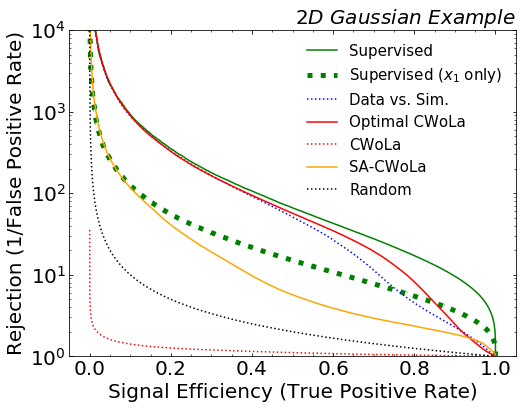 2D Gaussian Example
Rejection (1/False Positive Rate)
10^4
10^3
10^2
10^1
10^0
Supervised
Supervised (x_1 only)
Data vs. Sim.
Optimal CWoLa
CWoLa
SA-CWoLa
Random
0.0 0.2 0.4 0.6 0.8 1.0
Signal Efficiency (True Positive Rate)